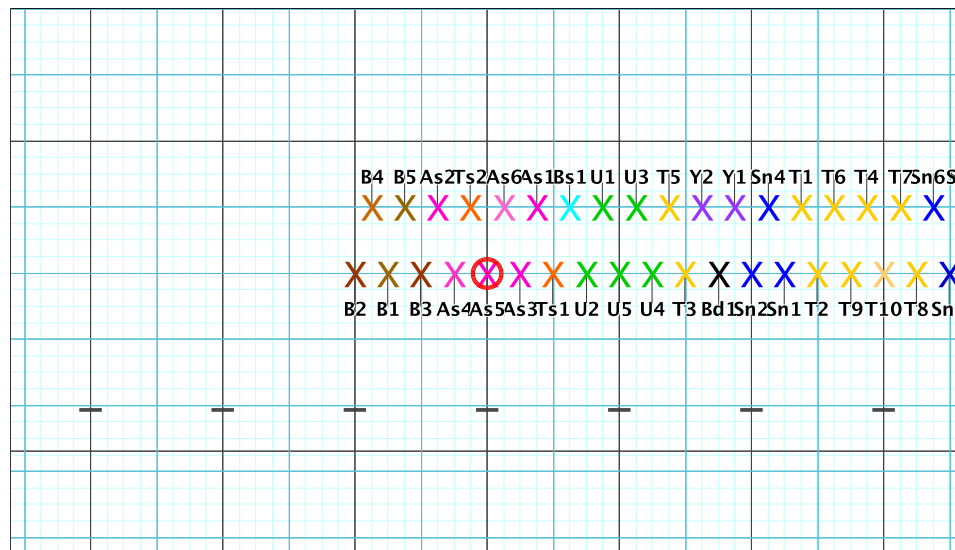 B4 B5 As2 Ts2 As6 As1 Bs1 U1 U3 T5 Y2 Y1 Sn4 T1 T6 T4 T7 Sn6
B2 B1 B3 As4 As5 As3 Ts1 U2 U5 U4 T3 Bd1 Sn2 Sn1 T2 T9 T10 T8 Sn